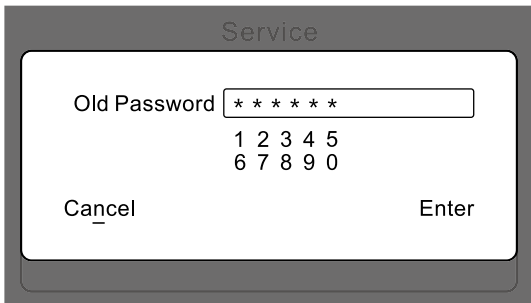 Service
Old Password * * * * * *
1 2 3 4 5
6 7 8 9 0
Cancel Enter